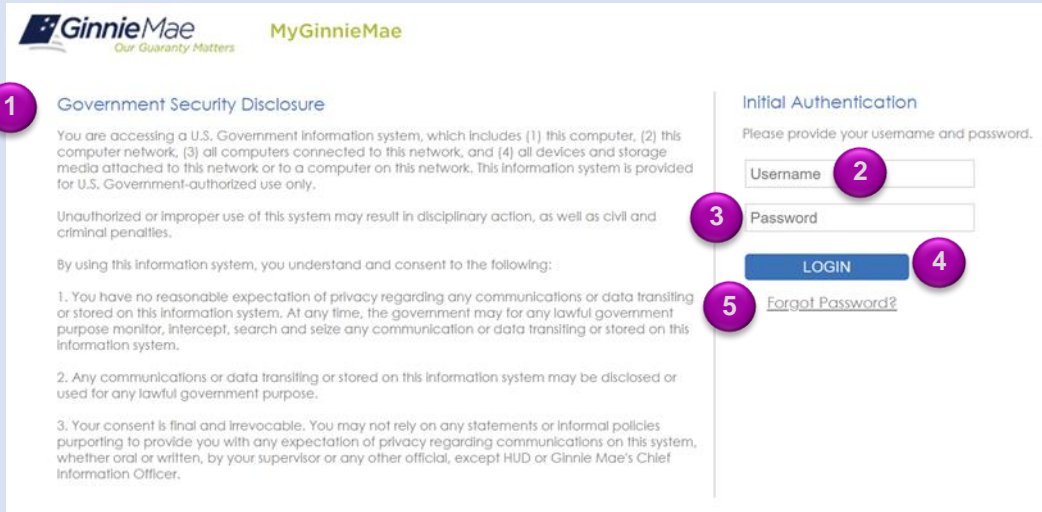 GinnieMae
Our Guaranty Matters
MyGinnieMae
1
Government Security Disclosure
You are accessing a U.S. Government information system, which includes (1) this computer, (2) this
computer network, (3) all computers connected to this network, and (4) all devices and storage
media attached to this network or to a computer on this network. This information system is provided
for U.S. Government-authorized use only.
Unauthorized or improper use of this system may result in disciplinary action, as well as civil and
criminal penalties.
By using this information system, you understand and consent to the following:
1. You have no reasonable expectation of privacy regarding any communications or data transiting
or stored on this information system. At any time, the government may for any lawful government
purpose monitor, intercept, search and seize any communication or data transiting or stored on this
information system.
2. Any communications or data transiting or stored on this information system may be disclosed or
used for any lawful government purpose.
3. Your consent is final and irrevocable. You may not rely on any statements or informal policies
purporting to provide you with any expectation of privacy regarding communications on this system,
whether oral or written, by your supervisor or any other official, except HUD or Ginnie Mae's Chief
Information Officer.
Initial Authentication
Please provide your username and password.
Username 2
3 Password
LOGIN 4
5 Forgot Password?